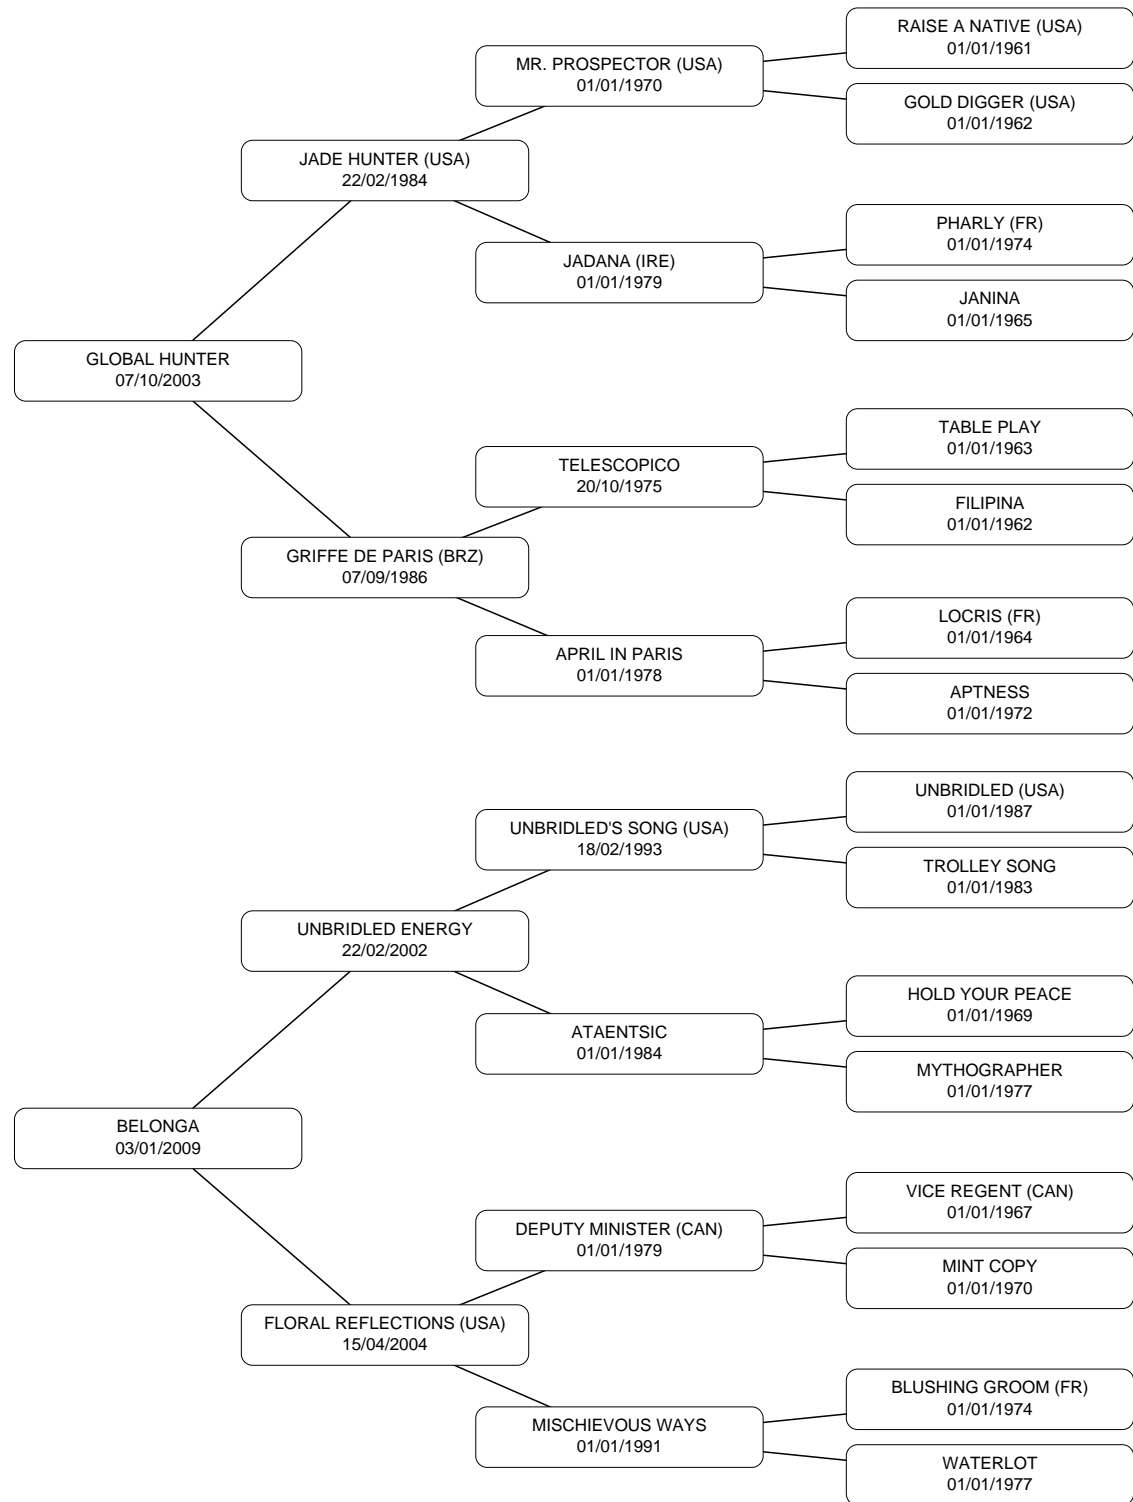 RAISE A NATIVE (USA)
01/01/1961
MR. PROSPECTOR (USA)
01/01/1970
GOLD DIGGER (USA)
01/01/1962
JADE HUNTER (USA)
22/02/1984
PHARLY (FR)
01/01/1974
JADANA (IRE)
01/01/1979
JANINA
01/01/1965
GLOBAL HUNTER
07/10/2003
TABLE PLAY
01/01/1963
TELESCOPICO
20/10/1975
FILIPINA
01/01/1962
GRIFFE DE PARIS (BRZ)
07/09/1986
LOCRIS (FR)
01/01/1964
APRIL IN PARIS
01/01/1978
APTNESS
01/01/1972
UNBRIDLED (USA)
01/01/1987
UNBRIDLED'S SONG (USA)
18/02/1993
TROLLEY SONG
01/01/1983
UNBRIDLED ENERGY
22/02/2002
HOLD YOUR PEACE
01/01/1969
ATAENTSIC
01/01/1984
MYTHOGRAPHER
01/01/1977
BELONGA
03/01/2009
VICE REGENT (CAN)
01/01/1967
DEPUTY MINISTER (CAN)
01/01/1979
MINT COPY
01/01/1970
FLORAL REFLECTIONS (USA)
15/04/2004
BLUSHING GROOM (FR)
01/01/1974
MISCHIEVOUS WAYS
01/01/1991
WATERLOT
01/01/1977